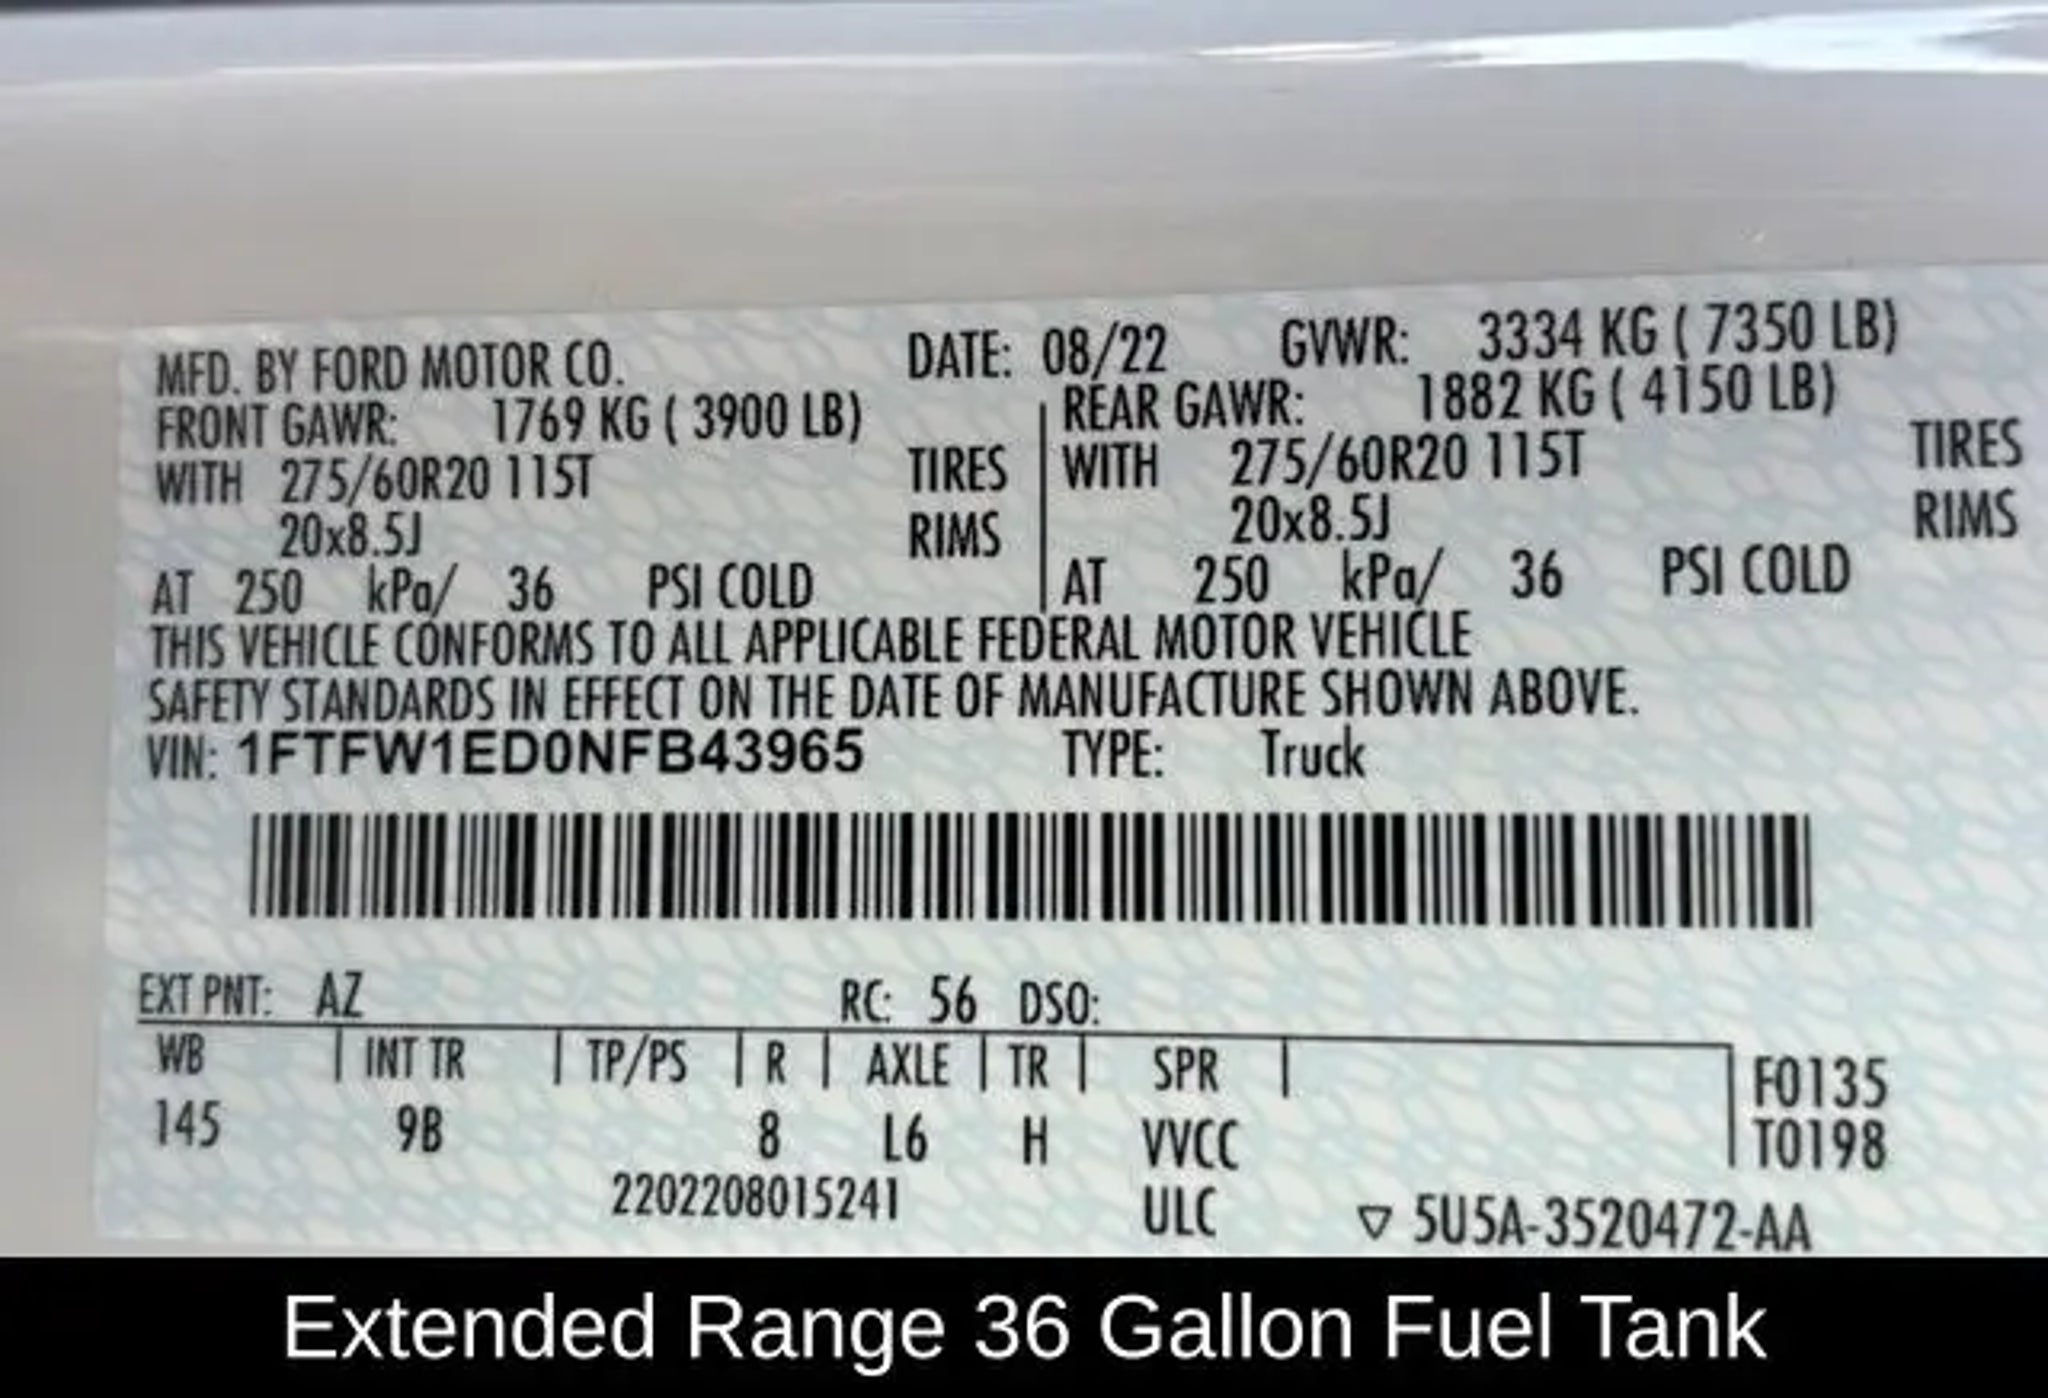 MFD. BY FORD MOTOR CO. DATE: 08/22 GVWR: 3334 KG ( 7350 LB)
FRONT GAWR: 1769 KG ( 3900 LB) REAR GAWR: 1882 KG ( 4150 LB)
WITH 275/60R20 115T TIRES WITH 275/60R20 115T TIRES
20x8.5J RIMS 20x8.5J RIMS
AT 250 kPa/ 36 PSI COLD AT 250 kPa/ 36 PSI COLD
THIS VEHICLE CONFORMS TO ALL APPLICABLE FEDERAL MOTOR VEHICLE
SAFETY STANDARDS IN EFFECT ON THE DATE OF MANUFACTURE SHOWN ABOVE.
VIN: 1FTFW1ED0NFB43965 TYPE: Truck
EXT PNT: AZ RC: 56 DSO:
WB INT TR TP/PS R AXLE TR SPR F0135
145 9B 8 L6 H VVCC T0198
2202208015241 ULC ▽ 5U5A-3520472-AA
Extended Range 36 Gallon Fuel Tank